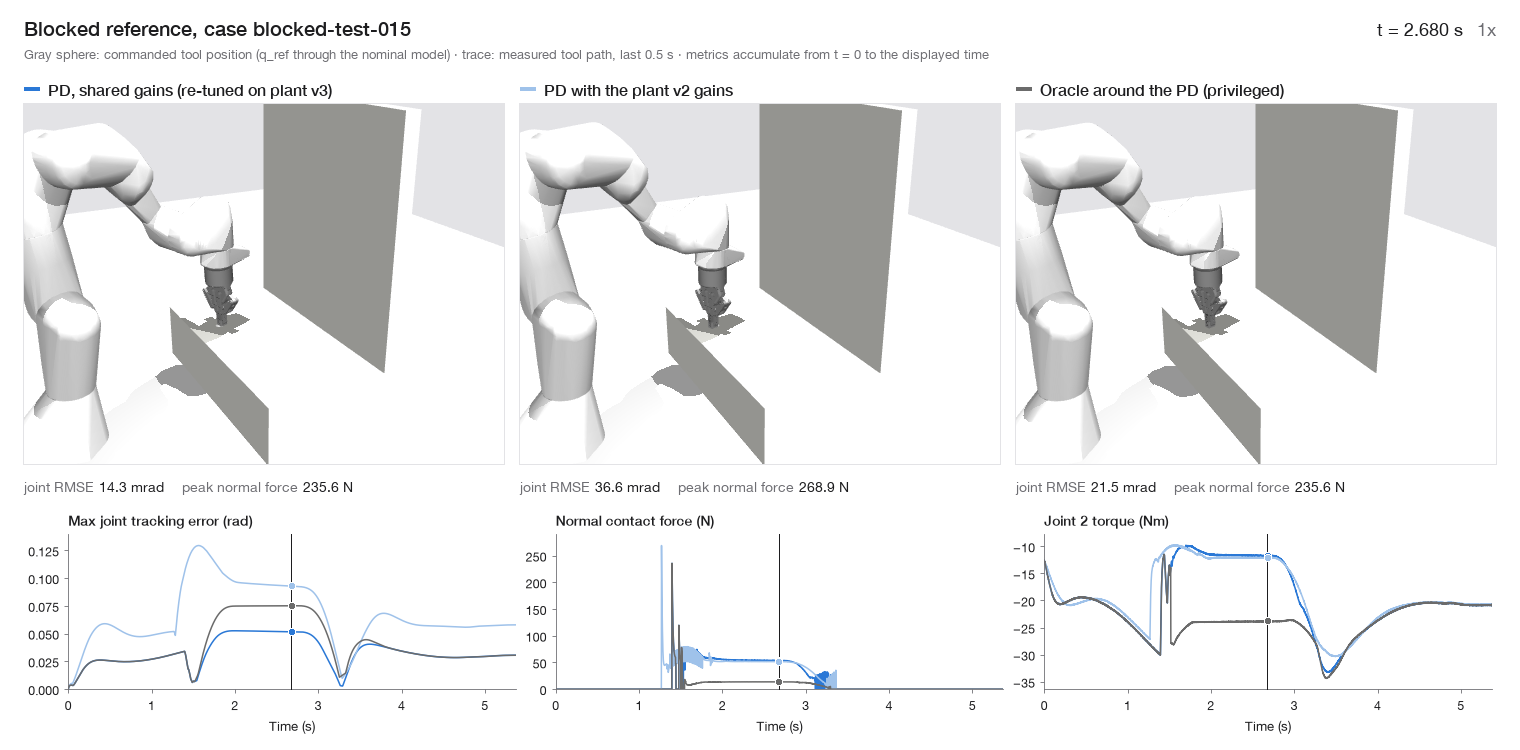 Blocked reference, case blocked-test-015
t = 2.680 s 1x
Gray sphere: commanded tool position (q_ref through the nominal model) · trace: measured tool path, last 0.5 s · metrics accumulate from t = 0 to the displayed time
PD, shared gains (re-tuned on plant v3)
PD with the plant v2 gains
Oracle around the PD (privileged)
joint RMSE 14.3 mrad peak normal force 235.6 N
joint RMSE 36.6 mrad peak normal force 268.9 N
joint RMSE 21.5 mrad peak normal force 235.6 N
Max joint tracking error (rad)
0.125
0.100
0.075
0.050
0.025
0.000
0 1 2 3 4 5
Time (s)
Normal contact force (N)
250
200
150
100
50
0
0 1 2 3 4 5
Time (s)
Joint 2 torque (Nm)
−10
−15
−20
−25
−30
−35
0 1 2 3 4 5
Time (s)